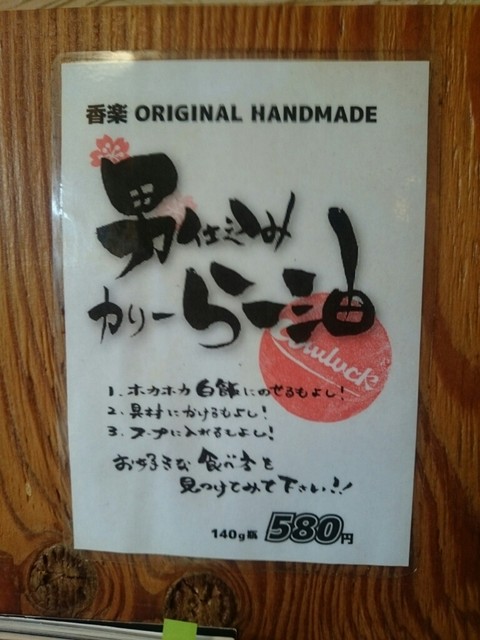 香楽 ORIGINAL HANDMADE
男仕込み
カリーらー油
1. ホカホカ白飯にのせるもよし!
2. 具材にかけるもよし!
3. スープに入れるもよし!
お好きな食べ方を
見つけてみて下さい!!
140g瓶 580円